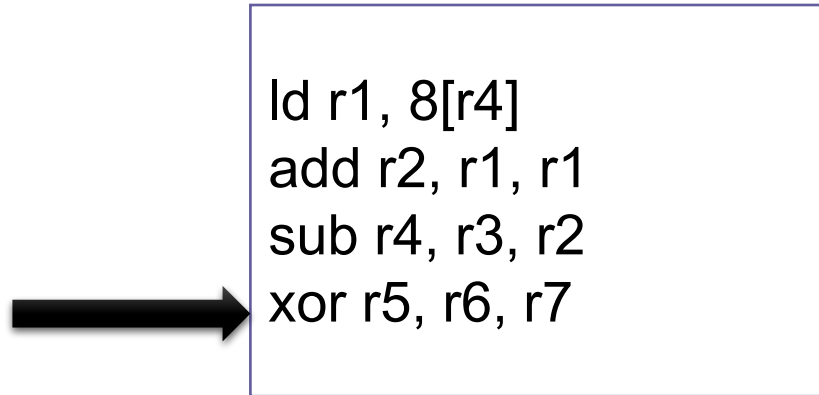 ld r1, 8[r4]
add r2, r1, r1
sub r4, r3, r2
xor r5, r6, r7